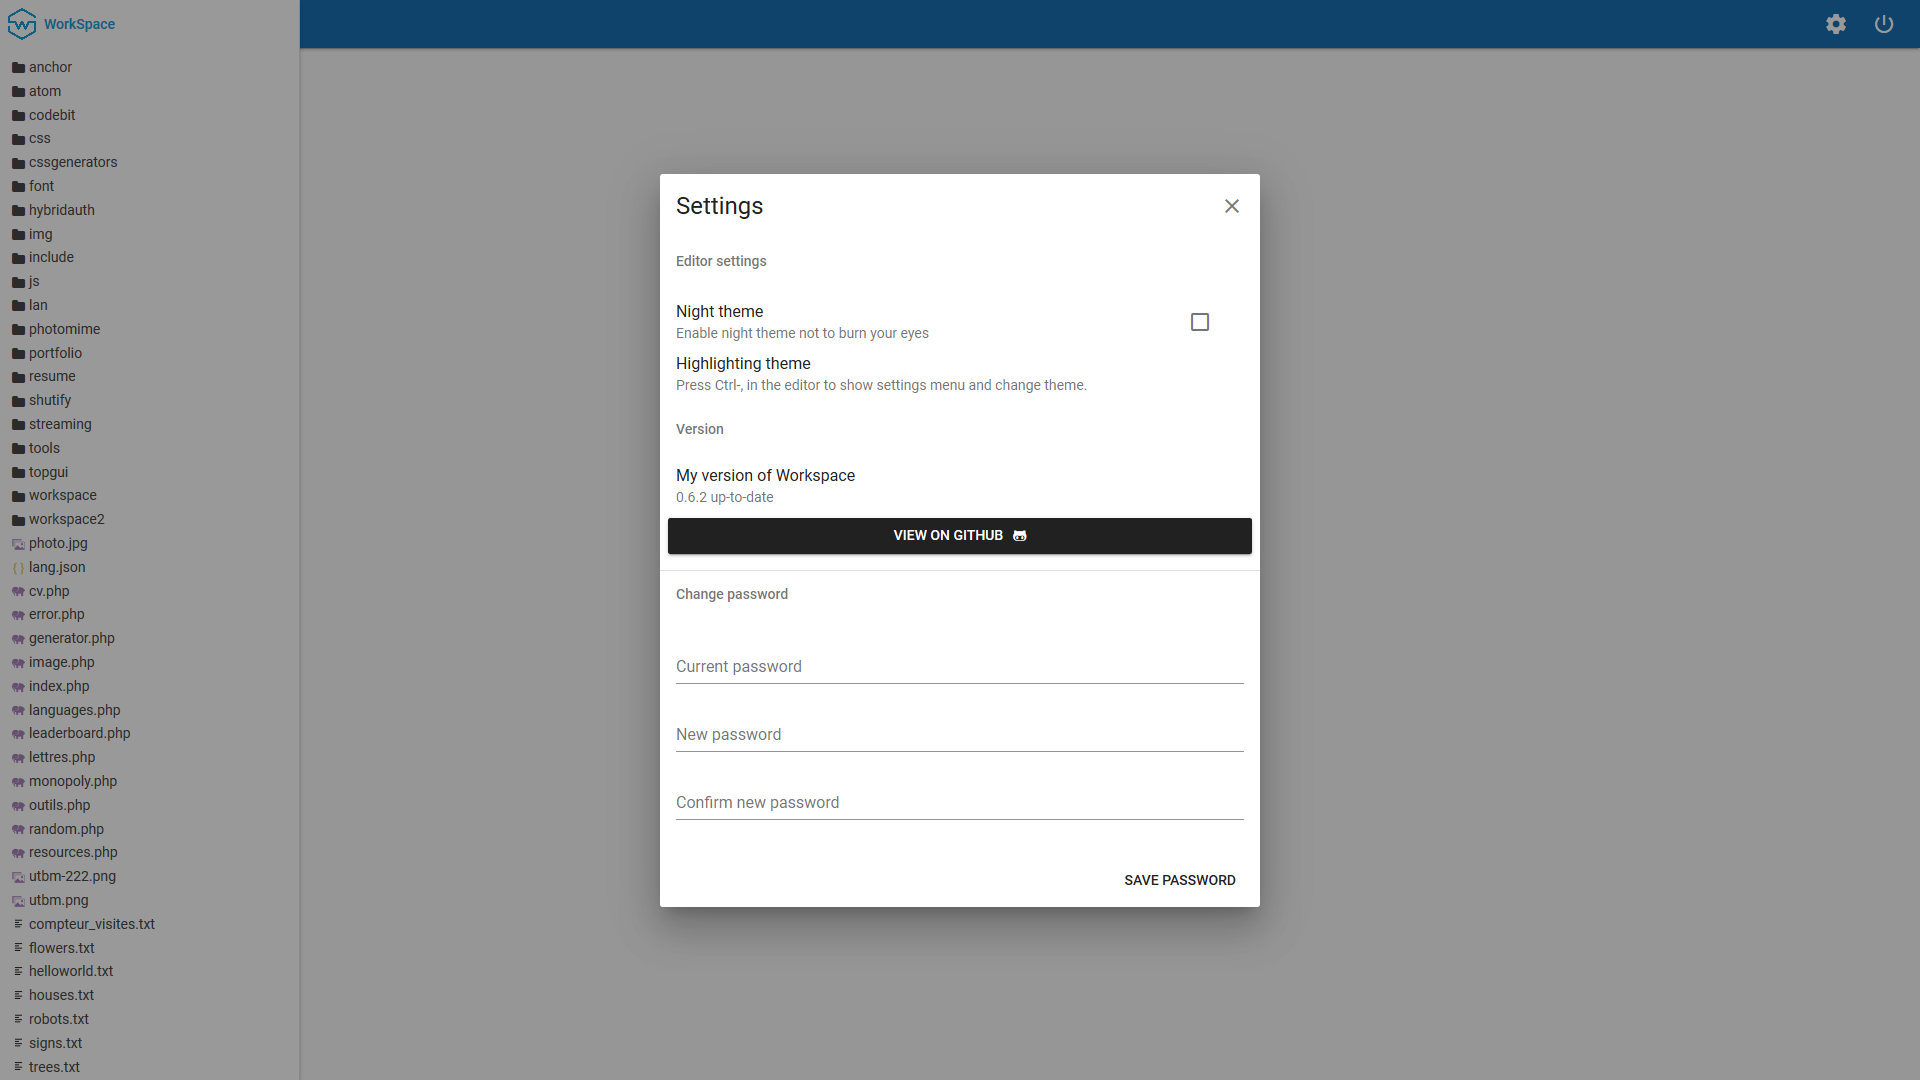 WorkSpace
anchor
atom
codebit
css
cssgenerators
font
hybridauth
img
include
js
lan
photomime
portfolio
resume
shutify
streaming
tools
topgui
workspace
workspace2
photo.jpg
lang.json
cv.php
error.php
generator.php
image.php
index.php
languages.php
leaderboard.php
lettres.php
monopoly.php
outils.php
random.php
resources.php
utbm-222.png
utbm.png
compteur_visites.txt
flowers.txt
helloworld.txt
houses.txt
robots.txt
signs.txt
trees.txt
Settings
Editor settings
Night theme
Enable night theme not to burn your eyes
Highlighting theme
Press Ctrl-, in the editor to show settings menu and change theme.
Version
My version of Workspace
0.6.2 up-to-date
VIEW ON GITHUB
Change password
Current password
New password
Confirm new password
SAVE PASSWORD